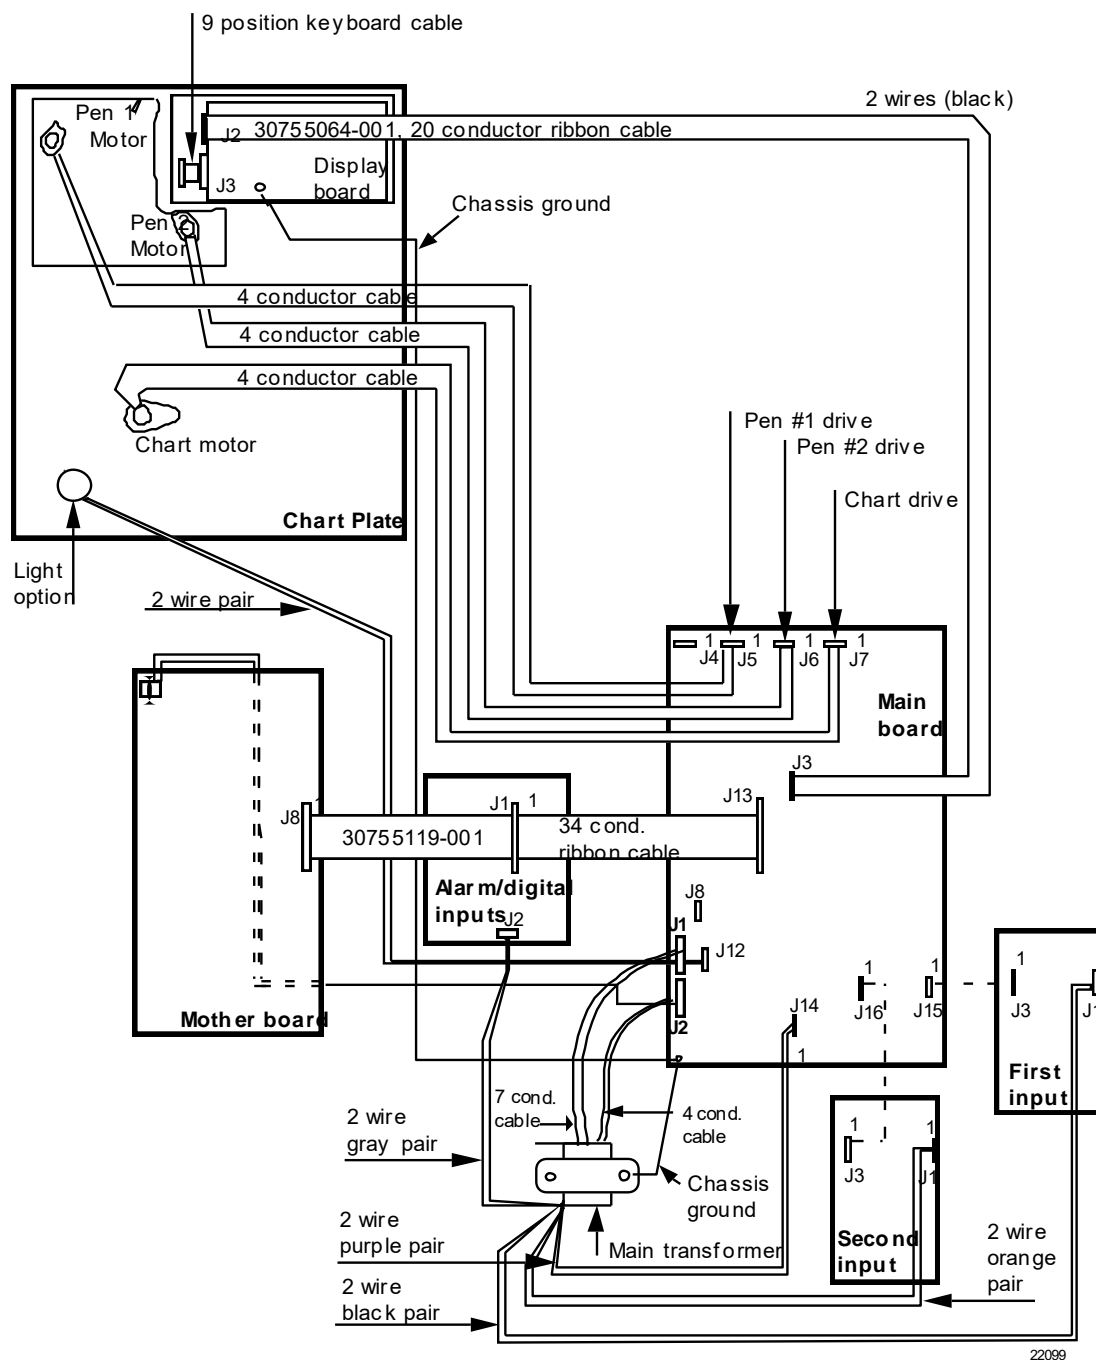 9 position keyboard cable
2 wires (black)
Pen 1
Motor
J2
30755064-001, 20 conductor ribbon cable
Display
board
J3
Chassis ground
Pen 2
Motor
4 conductor cable
4 conductor cable
4 conductor cable
Chart motor
Pen #1 drive
Pen #2 drive
Chart drive
Chart Plate
Light
option
2 wire pair
1
J4
1
J5
1
J6
1
J7
Main
board
J3
J8
1
30755119-001
J1
1
34 cond.
ribbon cable
J13
Alarm/digital
inputs
J2
J8
J1
J12
J2
J14
1
1
J16
1
J15
1
J3
J1
First
input
Mother board
7 cond.
cable
4 cond.
cable
2 wire
gray pair
Chassis
ground
1
J3
1
J1
Second
input
2 wire
purple pair
Main transformer
2 wire
orange
pair
2 wire
black pair
22099